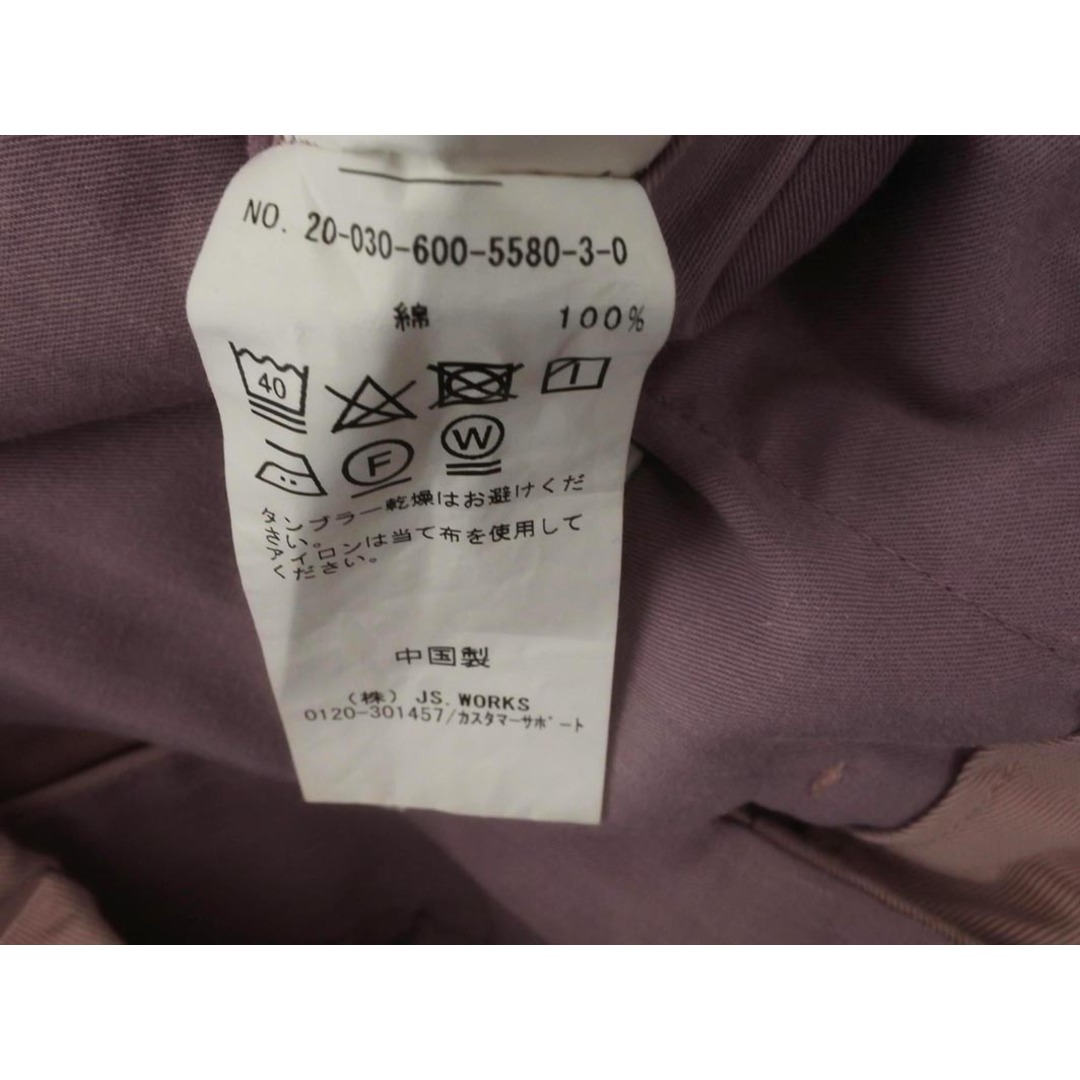 NO. 20-030-600-5580-3-0
綿 100%
40
F W
タンブラー乾燥はお避けくだ
さい。
アイロンは当て布を使用して
ください。
中国製
（株）JS. WORKS
0120-301457/カスタマーサポート